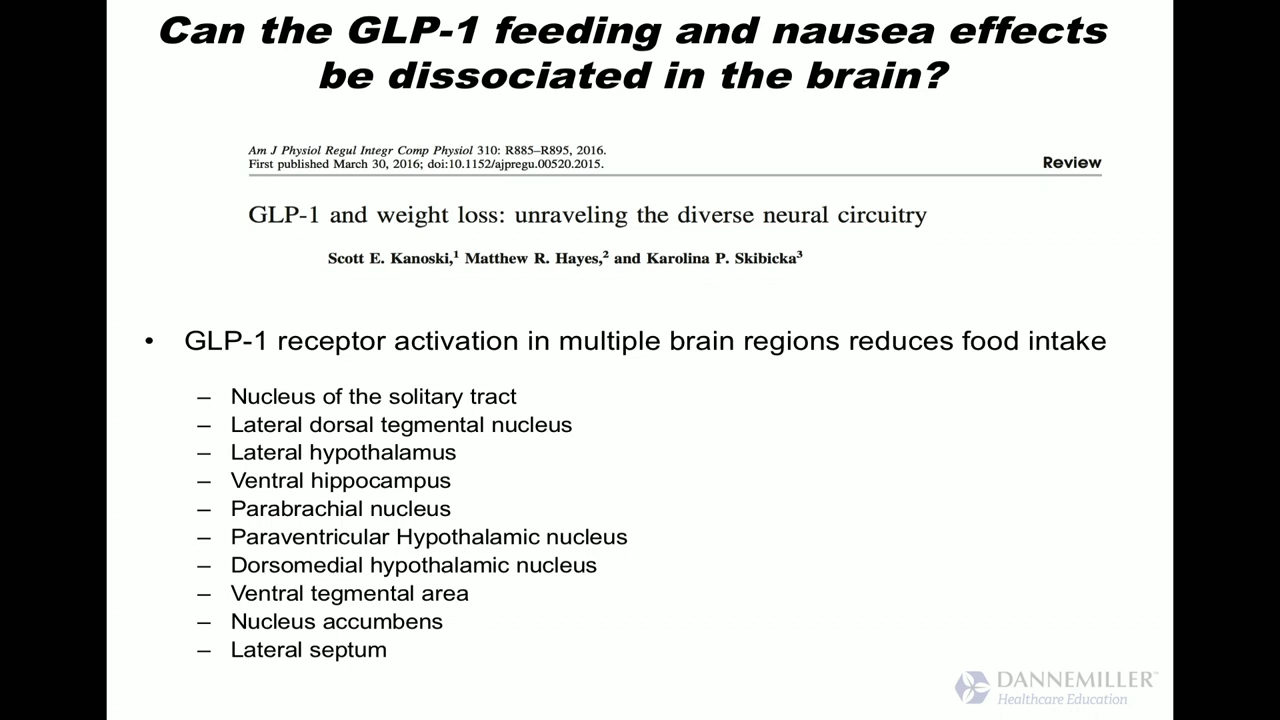 Can the GLP-1 feeding and nausea effects
be dissociated in the brain?
Am J Physiol Regul Integr Comp Physiol 310: R885–R895, 2016.
First published March 30, 2016; doi:10.1152/ajpregu.00520.2015.
Review
GLP-1 and weight loss: unraveling the diverse neural circuitry
Scott E. Kanoski,¹ Matthew R. Hayes,² and Karolina P. Skibicka³
• GLP-1 receptor activation in multiple brain regions reduces food intake
– Nucleus of the solitary tract
– Lateral dorsal tegmental nucleus
– Lateral hypothalamus
– Ventral hippocampus
– Parabrachial nucleus
– Paraventricular Hypothalamic nucleus
– Dorsomedial hypothalamic nucleus
– Ventral tegmental area
– Nucleus accumbens
– Lateral septum
DANNEMILLER™
Healthcare Education